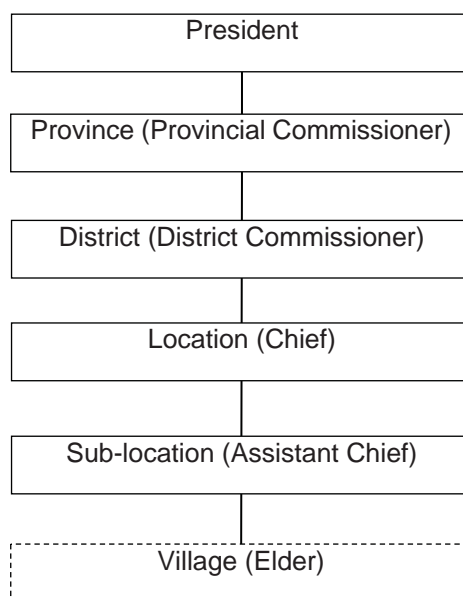 President
Province (Provincial Commissioner)
District (District Commissioner)
Location (Chief)
Sub-location (Assistant Chief)
Village (Elder)